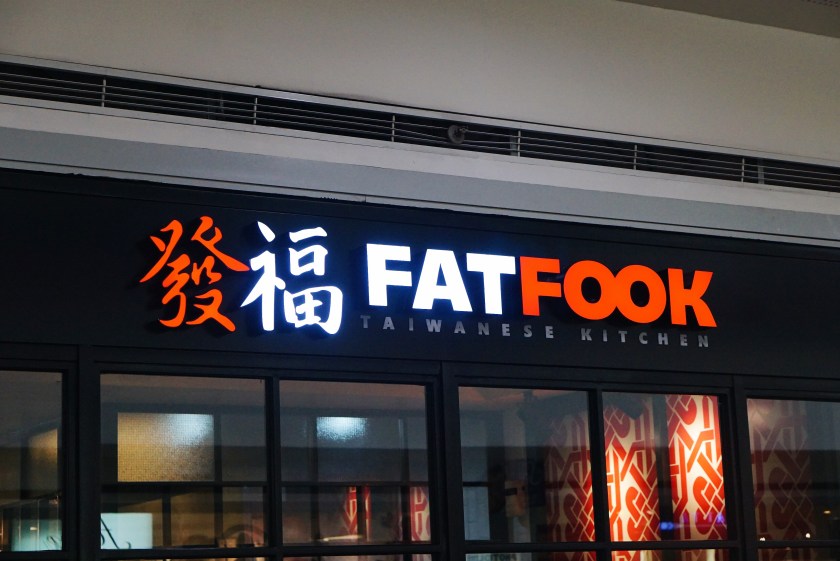 發福 FATFOOK
TAIWANESE KITCHEN